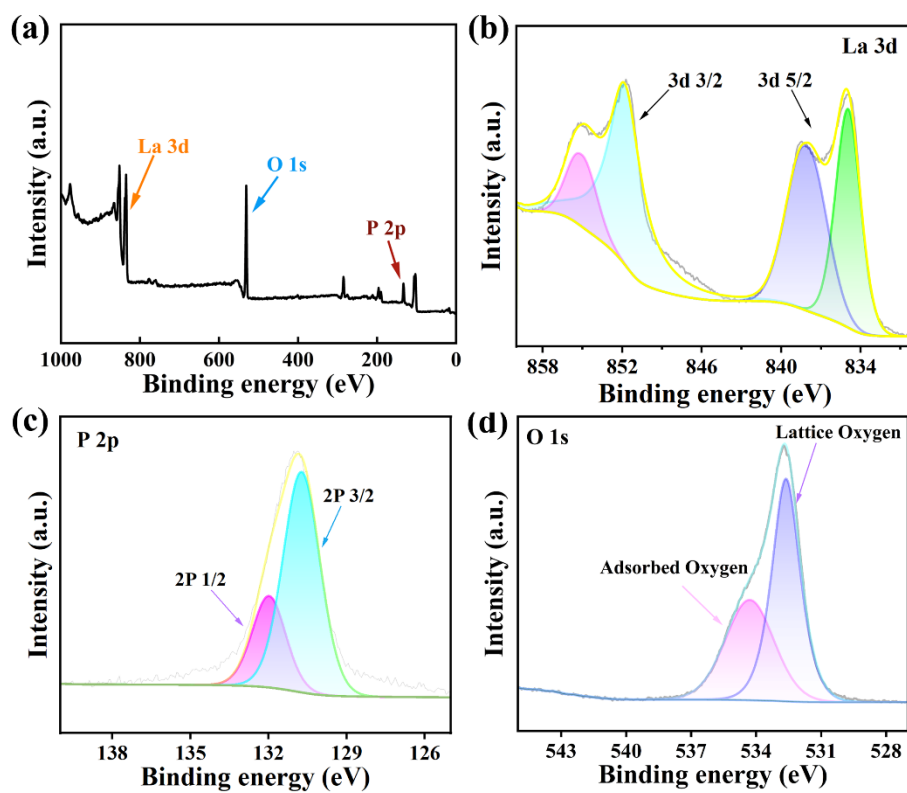 (a)
La 3d
O 1s
P 2p
Intensity (a.u.)
1000 800 600 400 200 0
Binding energy (eV)
(b)
La 3d
3d 3/2
3d 5/2
Intensity (a.u.)
858 852 846 840 834
Binding energy (eV)
(c)
P 2p
2P 3/2
2P 1/2
Intensity (a.u.)
138 135 132 129 126
Binding energy (eV)
(d)
O 1s
Lattice Oxygen
Adsorbed Oxygen
Intensity (a.u.)
543 540 537 534 531 528
Binding energy (eV)